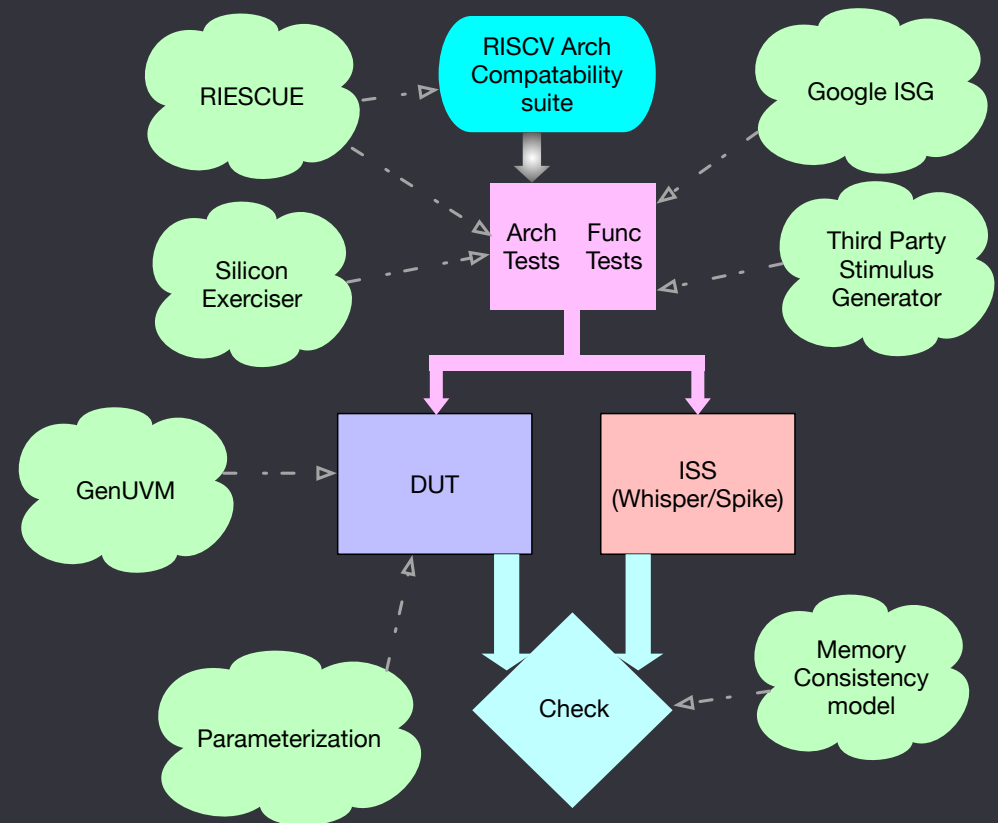 RISCV Arch
Compatability
suite
RIESCUE
Google ISG
Arch
Tests
Func
Tests
Silicon
Exerciser
Third Party
Stimulus
Generator
GenUVM
DUT
ISS
(Whisper/Spike)
Memory
Consistency
model
Check
Parameterization